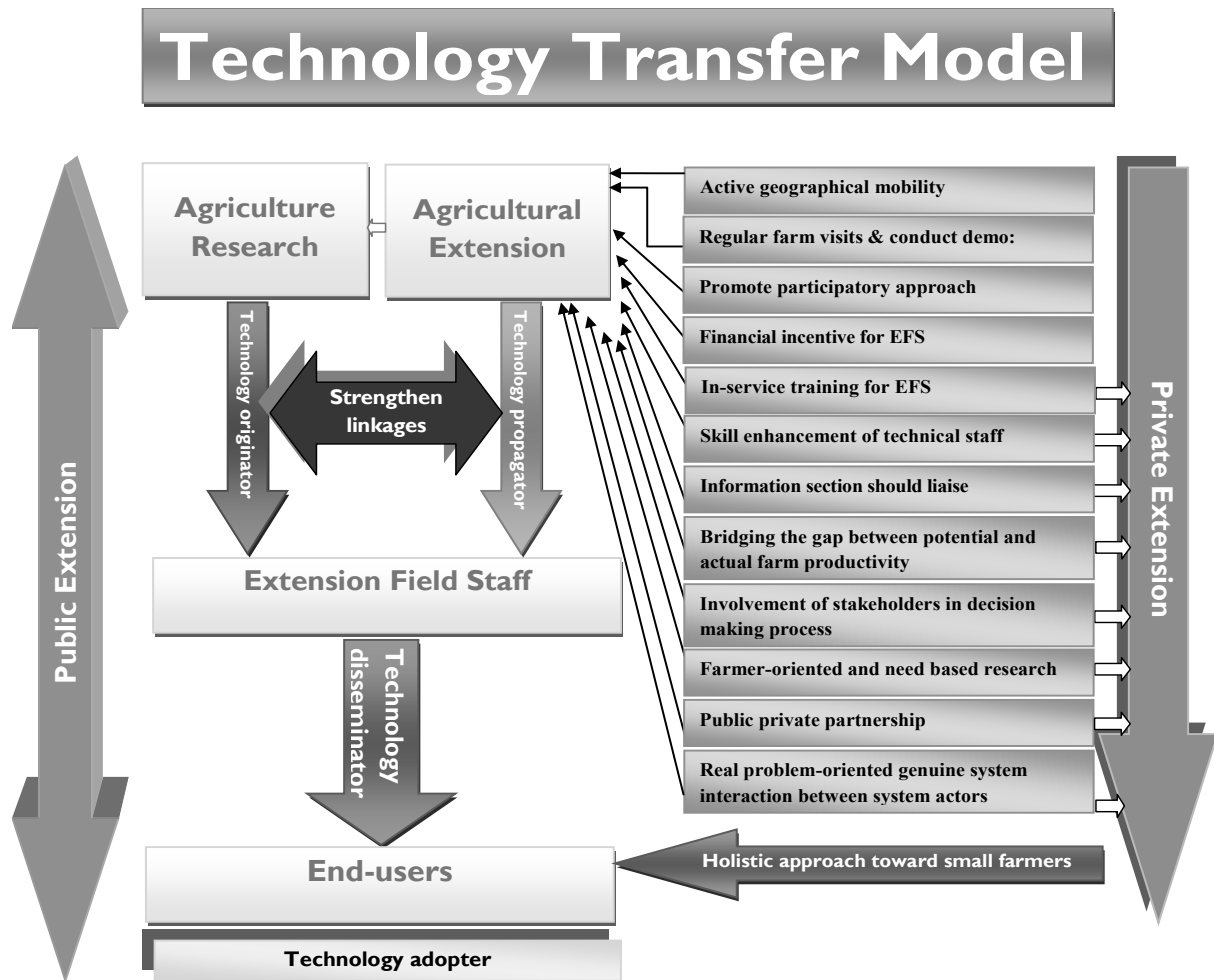 Technology Transfer Model
Agriculture
Research
Agricultural
Extension
Technology originator
Technology propagator
Strengthen
linkages
Extension Field Staff
Technology
disseminator
End-users
Technology adopter
Public Extension
Active geographical mobility
Regular farm visits & conduct demo:
Promote participatory approach
Financial incentive for EFS
In-service training for EFS
Skill enhancement of technical staff
Information section should liaise
Bridging the gap between potential and
actual farm productivity
Involvement of stakeholders in decision
making process
Farmer-oriented and need based research
Public private partnership
Real problem-oriented genuine system
interaction between system actors
Holistic approach toward small farmers
Private Extension